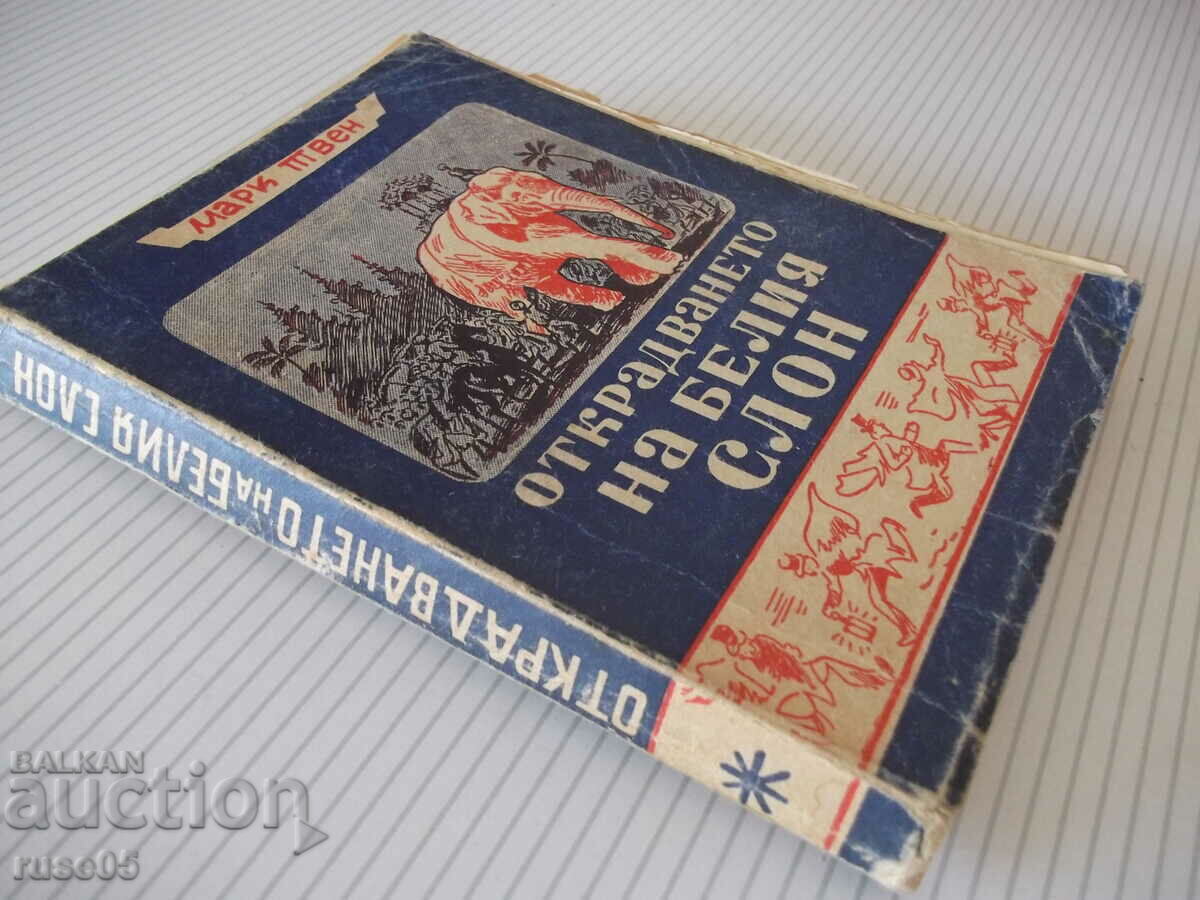 Марк Твен
ОТКРАДВАНЕТО
на БЕЛИЯ
СЛОН
ОТКРАДВАНЕТО на БЕЛИЯ СЛОН
BALKAN
auction
ruse05